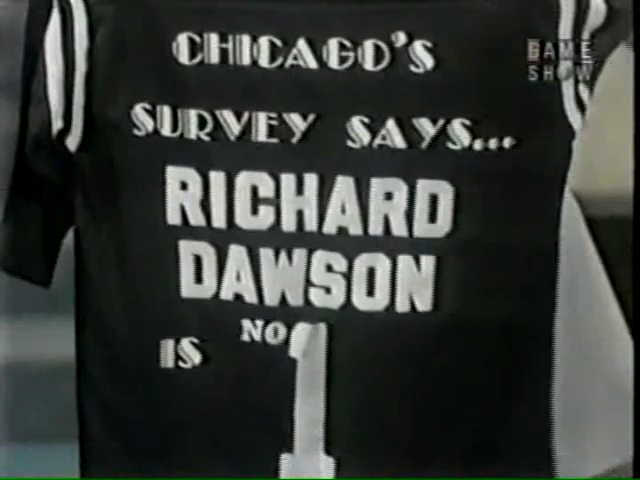 CHICAGO'S
SURVEY SAYS...
RICHARD
DAWSON
IS NO 1
GAME
SHOW